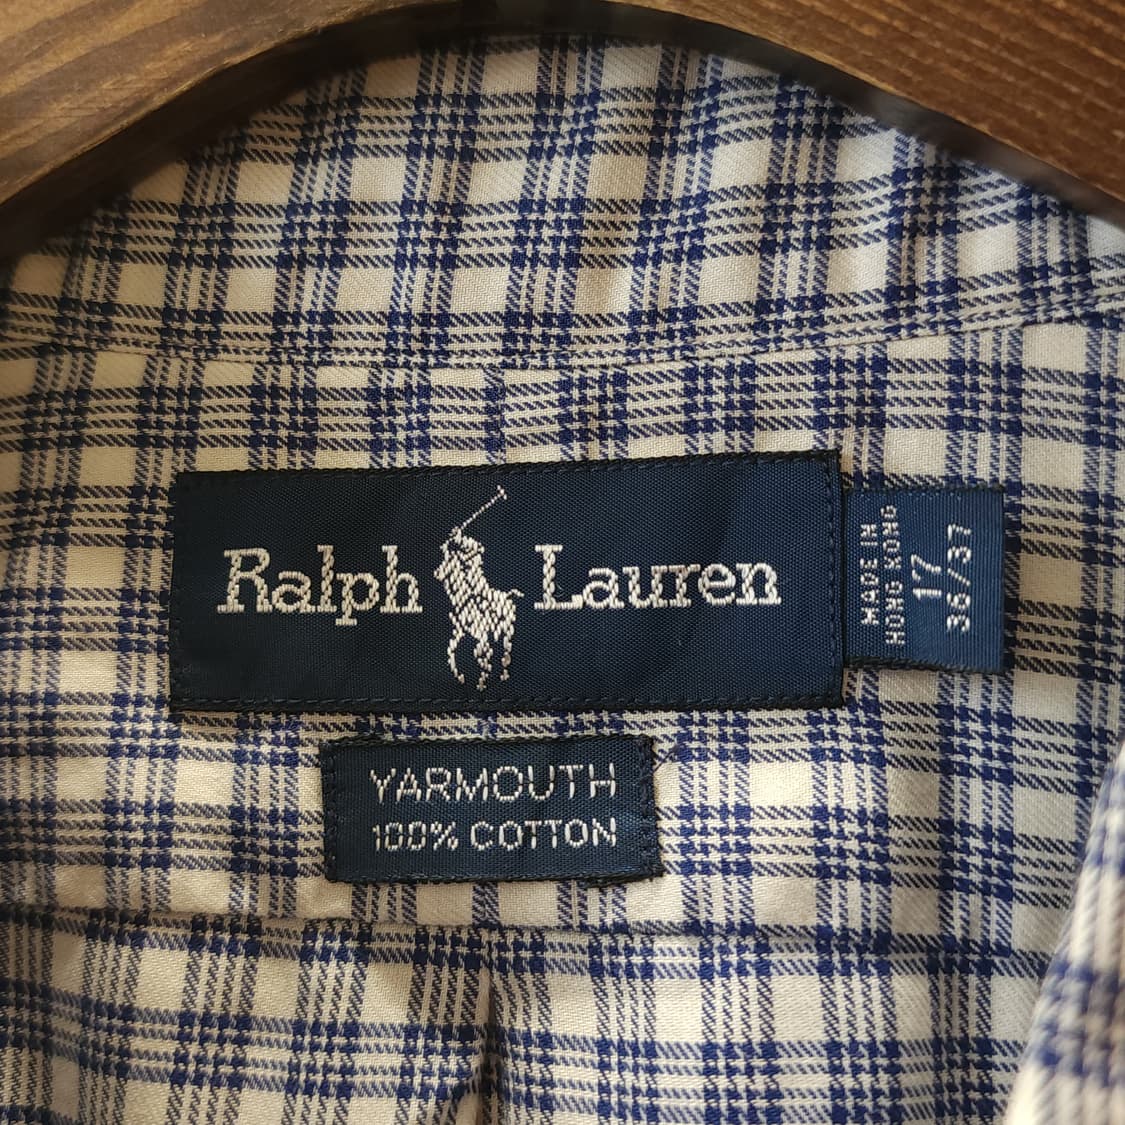 Ralph Lauren
MADE IN
HONG KONG
17
36/37
YARMOUTH
100% COTTON